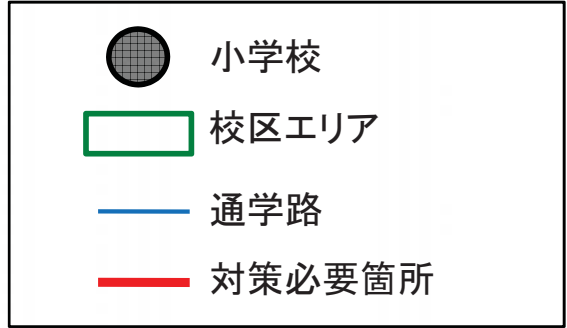 小学校
校区エリア
通学路
対策必要箇所